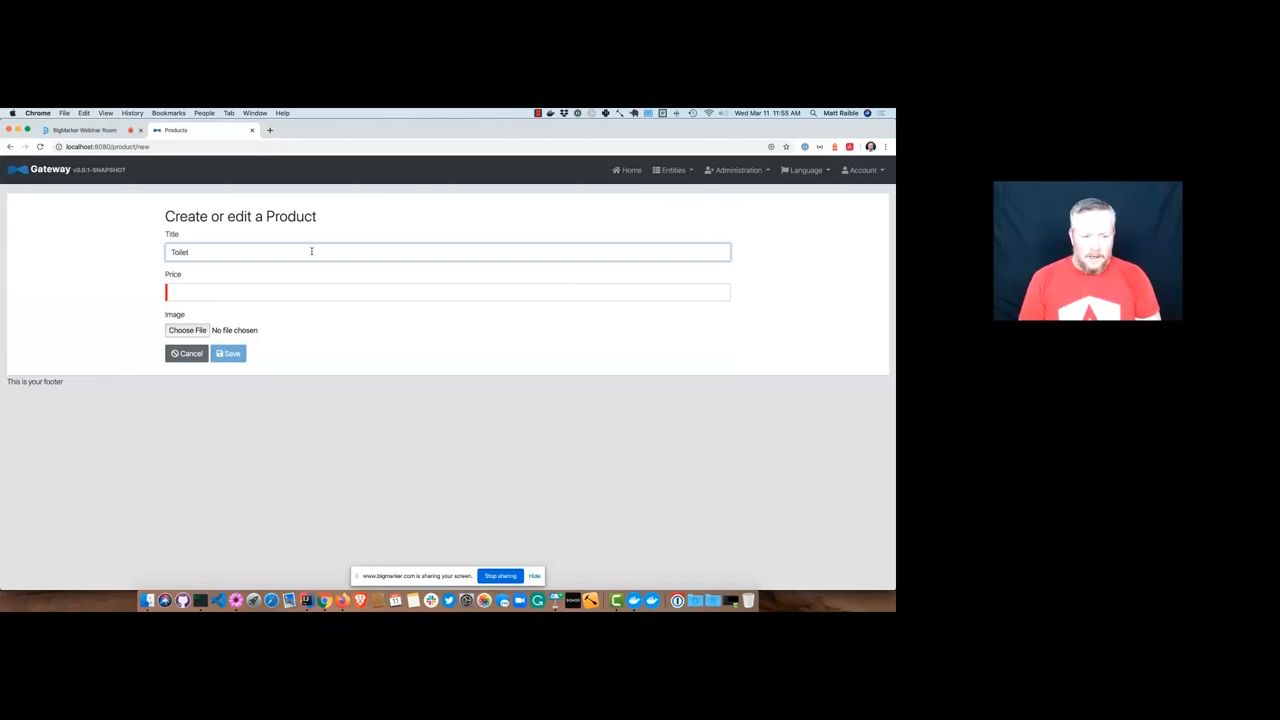 Chrome File Edit View History Bookmarks People Tab Window Help Wed Mar 11 11:55 AM Matt Raible
BigMarker Webinar Room Products
localhost:8080/product/new
Gateway v0.0.1-SNAPSHOT Home Entities Administration Language Account
Create or edit a Product
Title
Toilet
Price
Image
Choose File No file chosen
Cancel Save
This is your footer
www.bigmarker.com is sharing your screen. Stop sharing Hide
SONOS